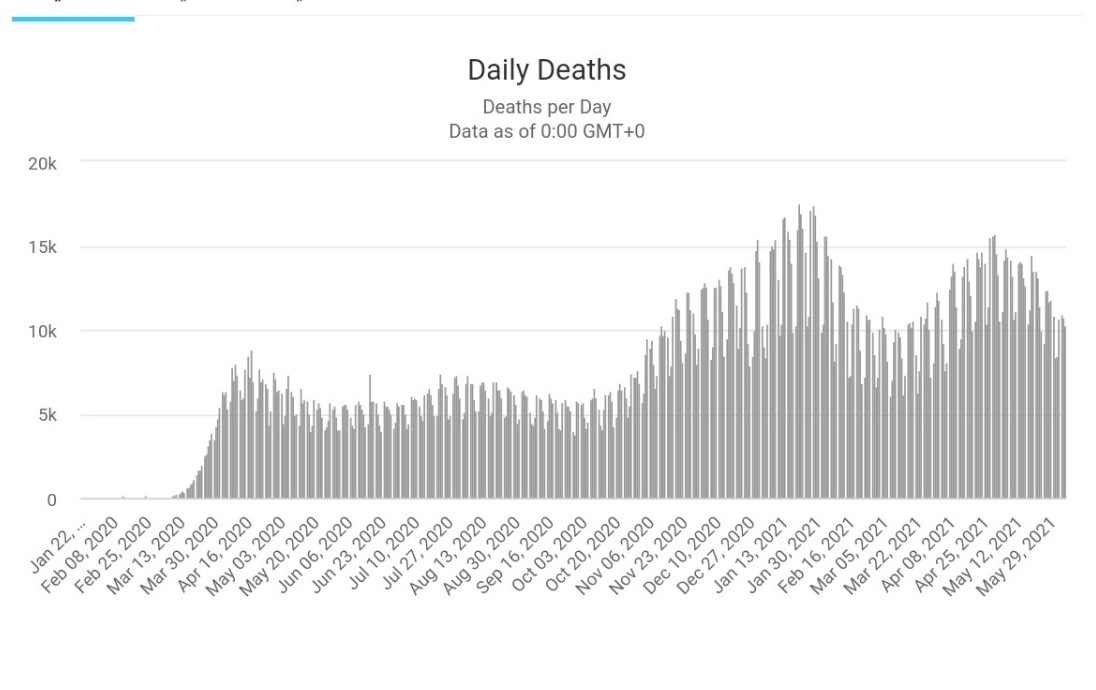 Daily Deaths
Deaths per Day
Data as of 0:00 GMT+0
20k
15k
10k
5k
0
Jan 22, ...
Feb 08, 2020
Feb 25, 2020
Mar 13, 2020
Mar 30, 2020
Apr 16, 2020
May 03, 2020
May 20, 2020
Jun 06, 2020
Jun 23, 2020
Jul 10, 2020
Jul 27, 2020
Aug 13, 2020
Aug 30, 2020
Sep 16, 2020
Oct 03, 2020
Oct 20, 2020
Nov 06, 2020
Nov 23, 2020
Dec 10, 2020
Dec 27, 2020
Jan 13, 2021
Jan 30, 2021
Feb 16, 2021
Mar 05, 2021
Mar 22, 2021
Apr 08, 2021
Apr 25, 2021
May 12, 2021
May 29, 2021